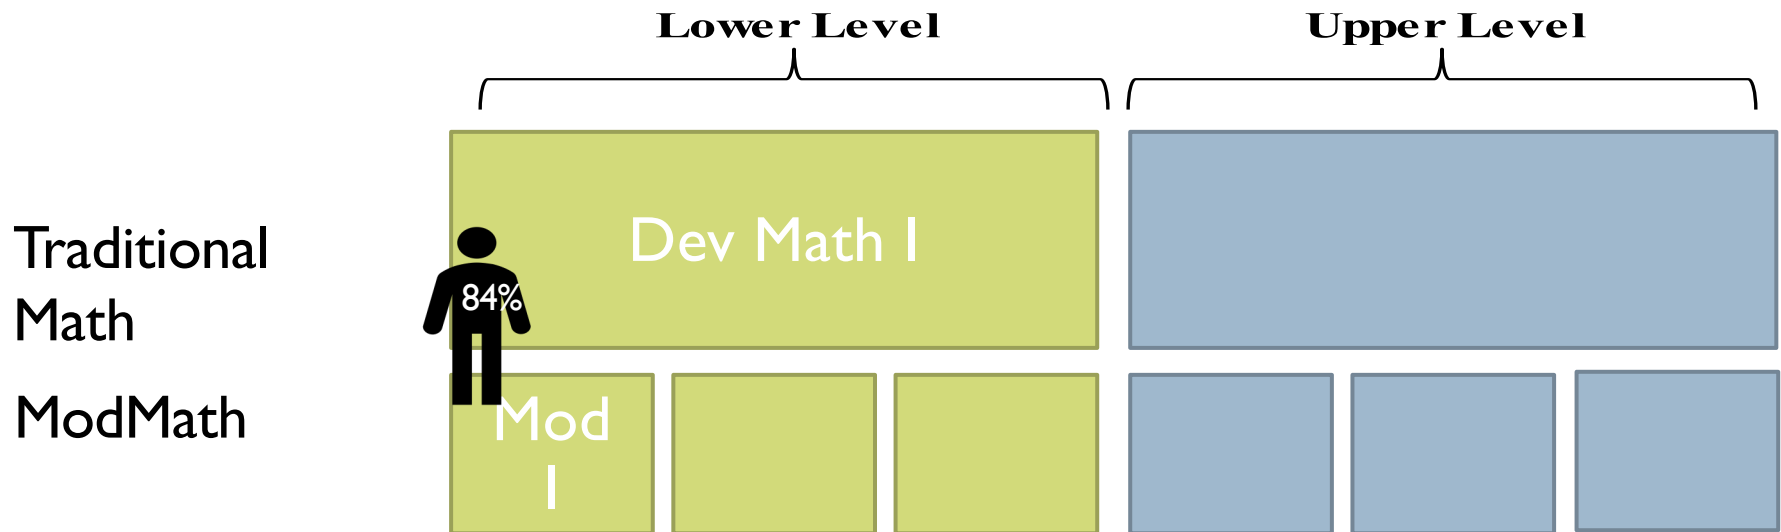 Lower Level
Upper Level
Traditional
Math
Dev Math I
84%
ModMath
Mod
I